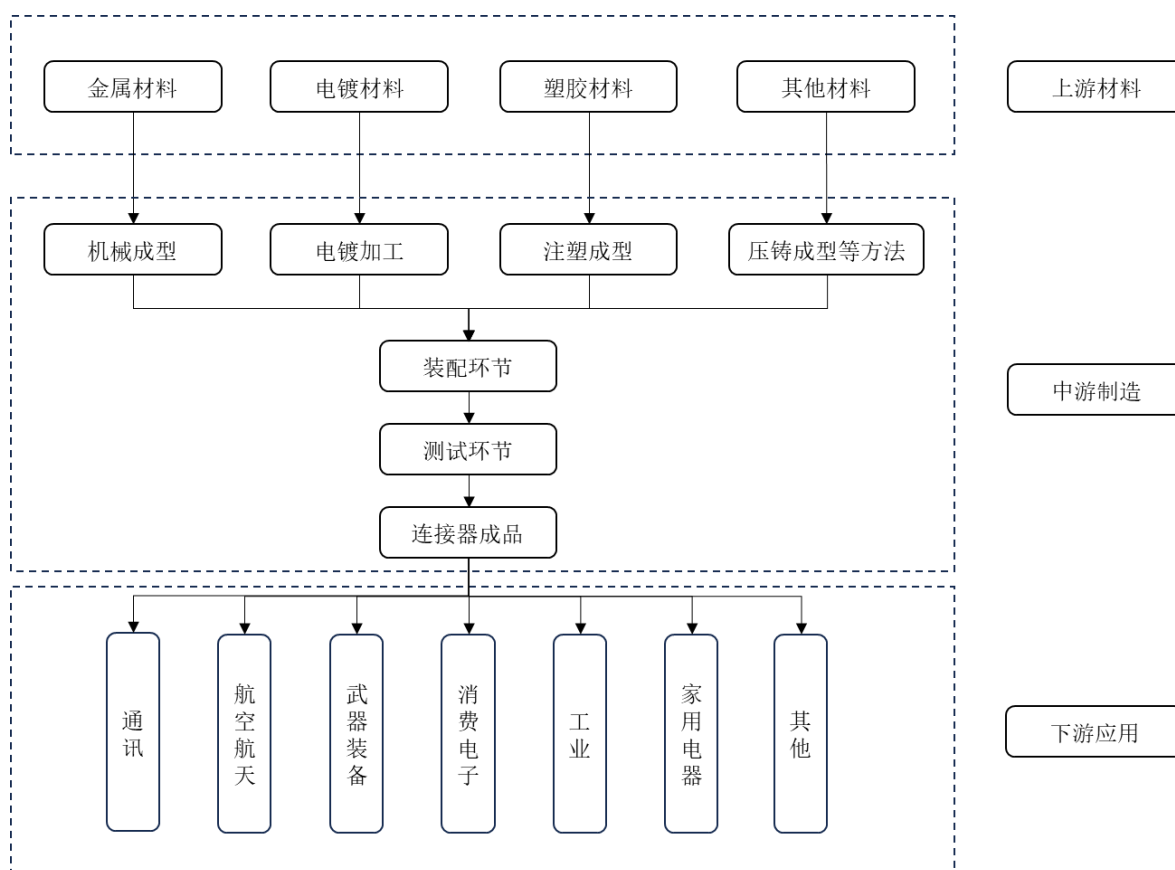 金属材料
电镀材料
塑胶材料
其他材料
上游材料
机械成型
电镀加工
注塑成型
压铸成型等方法
装配环节
中游制造
测试环节
连接器成品
通讯
航空航天
武器装备
消费电子
工业
家用电器
其他
下游应用